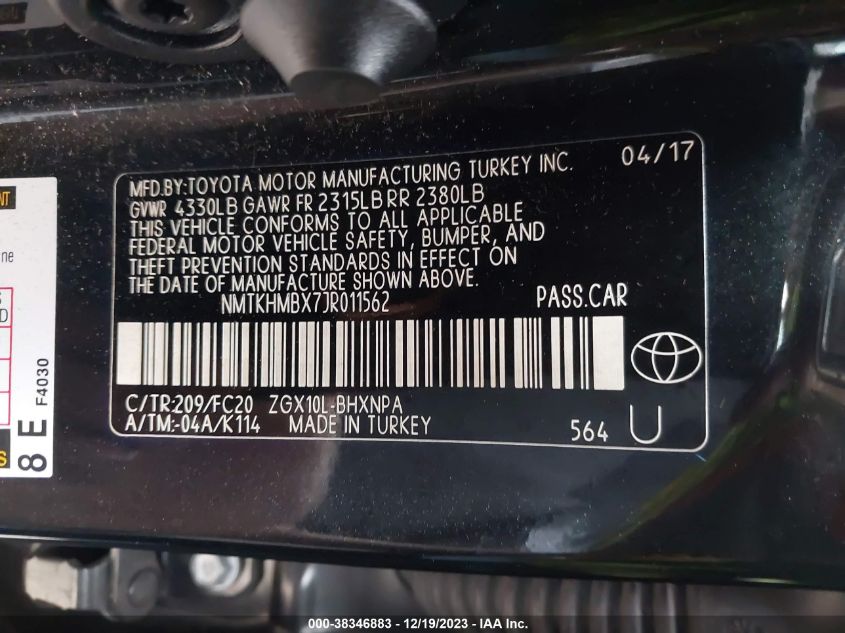 MFD.BY:TOYOTA MOTOR MANUFACTURING TURKEY INC. 04/17
GVWR 4330LB GAWR FR 2315LB RR 2380LB
THIS VEHICLE CONFORMS TO ALL APPLICABLE
FEDERAL MOTOR VEHICLE SAFETY, BUMPER, AND
THEFT PREVENTION STANDARDS IN EFFECT ON
THE DATE OF MANUFACTURE SHOWN ABOVE.
NMTKHMBX7JR011562 PASS.CAR
C/TR:209/FC20 ZGX10L-BHXNPA
A/TM:-04A/K114 MADE IN TURKEY 564 U
8E
F4030
000-38346883 - 12/19/2023 - IAA Inc.